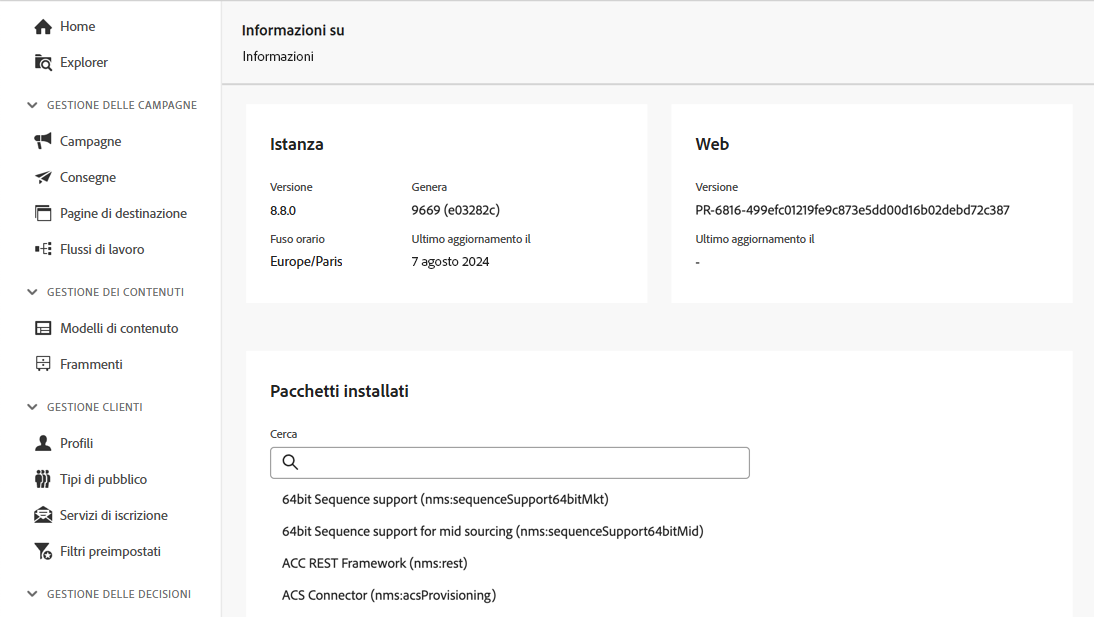 Home
Explorer
GESTIONE DELLE CAMPAGNE
Campagne
Consegne
Pagine di destinazione
Flussi di lavoro
GESTIONE DEI CONTENUTI
Modelli di contenuto
Frammenti
GESTIONE CLIENTI
Profili
Tipi di pubblico
Servizi di iscrizione
Filtri preimpostati
GESTIONE DELLE DECISIONI
Informazioni su
Informazioni
Istanza
Versione Genera
8.8.0 9669 (e03282c)
Fuso orario Ultimo aggiornamento il
Europe/Paris 7 agosto 2024
Web
Versione
PR-6816-499efc01219fe9c873e5dd00d16b02debd72c387
Ultimo aggiornamento il
-
Pacchetti installati
Cerca
64bit Sequence support (nms:sequenceSupport64bitMkt)
64bit Sequence support for mid sourcing (nms:sequenceSupport64bitMid)
ACC REST Framework (nms:rest)
ACS Connector (nms:acsProvisioning)